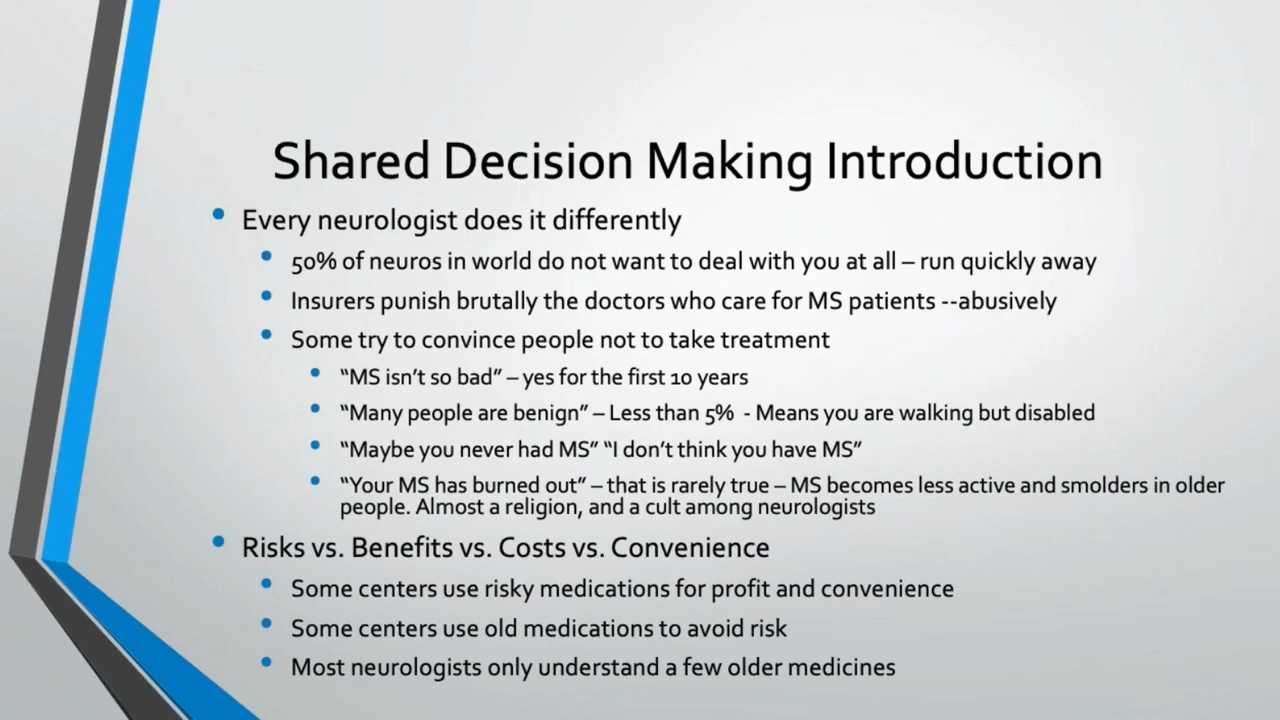 Shared Decision Making Introduction
• Every neurologist does it differently
• 50% of neuros in world do not want to deal with you at all – run quickly away
• Insurers punish brutally the doctors who care for MS patients --abusively
• Some try to convince people not to take treatment
• “MS isn’t so bad” – yes for the first 10 years
• “Many people are benign” – Less than 5%  - Means you are walking but disabled
• “Maybe you never had MS” “I don’t think you have MS”
• “Your MS has burned out” – that is rarely true – MS becomes less active and smolders in older
people. Almost a religion, and a cult among neurologists
• Risks vs. Benefits vs. Costs vs. Convenience
• Some centers use risky medications for profit and convenience
• Some centers use old medications to avoid risk
• Most neurologists only understand a few older medicines